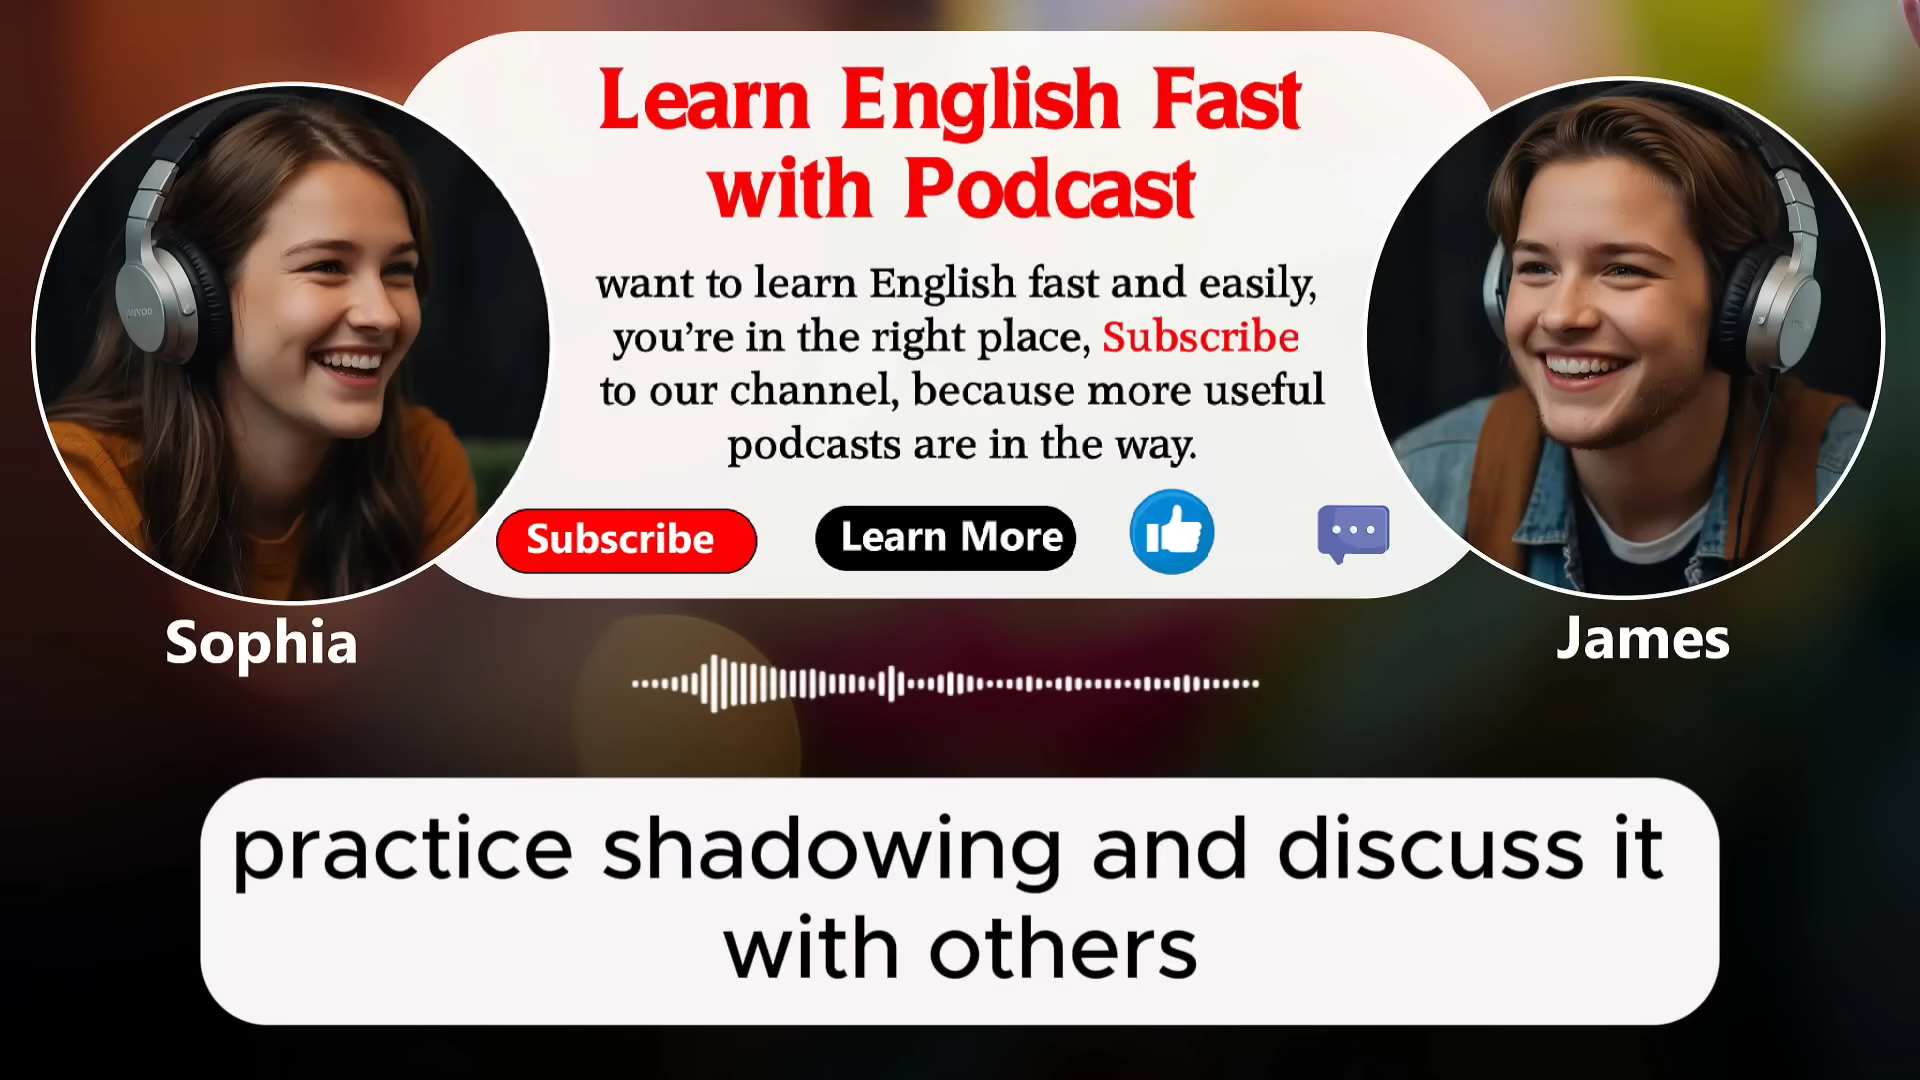 Learn English Fast
with Podcast
want to learn English fast and easily,
you're in the right place, Subscribe
to our channel, because more useful
podcasts are in the way.
Subscribe
Learn More
Sophia
James
practice shadowing and discuss it
with others